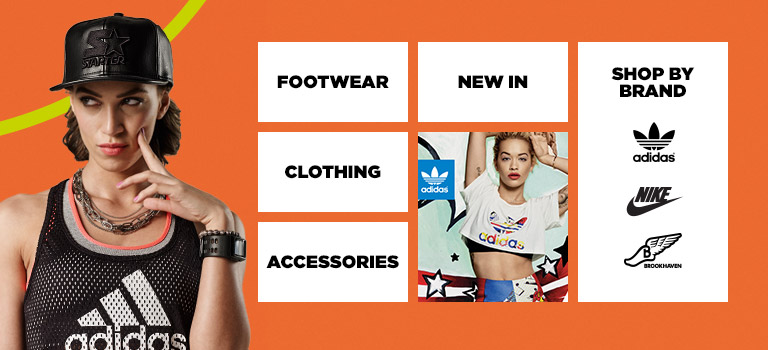 STARTER
adidas
FOOTWEAR
CLOTHING
ACCESSORIES
NEW IN
adidas
adidas
SHOP BY
BRAND
adidas
NIKE
B
BROOKHAVEN